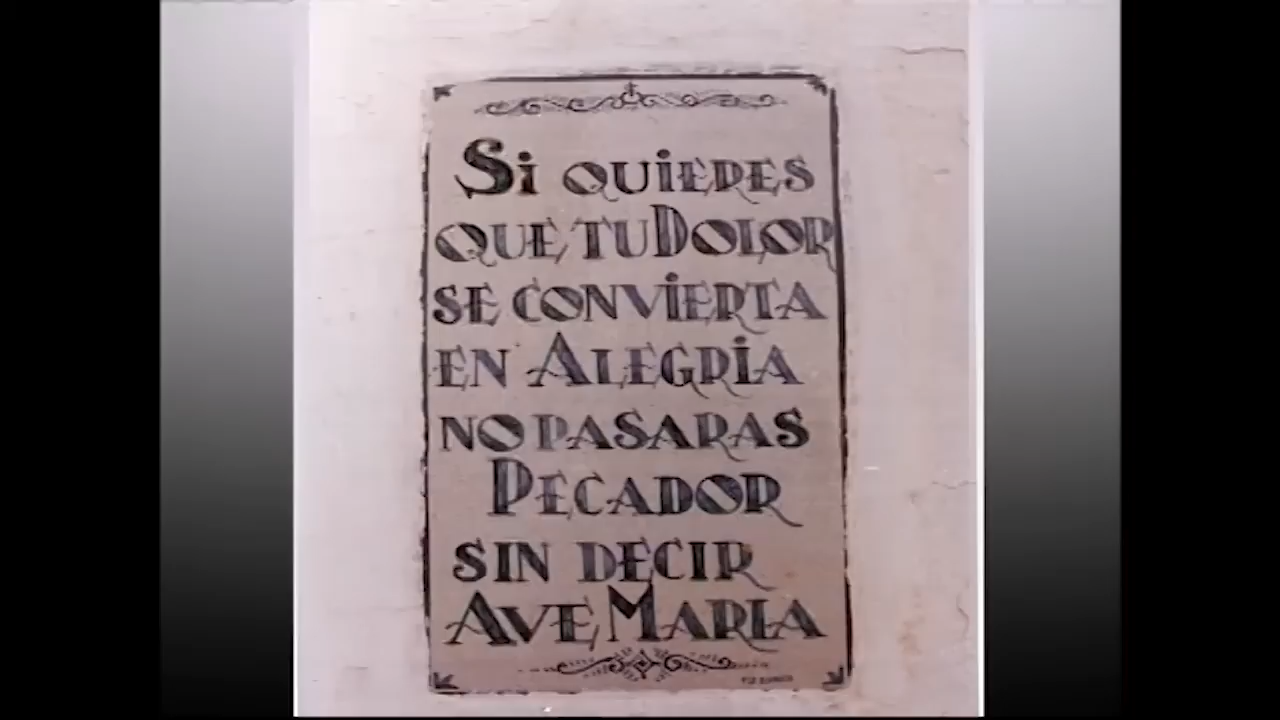 Si QUiERES
QUE TU DOLOR
SE CONViERTA
EN ALEGRiA
NO PASARAS
PECADOR
SIN DECIR
AVE MARIA